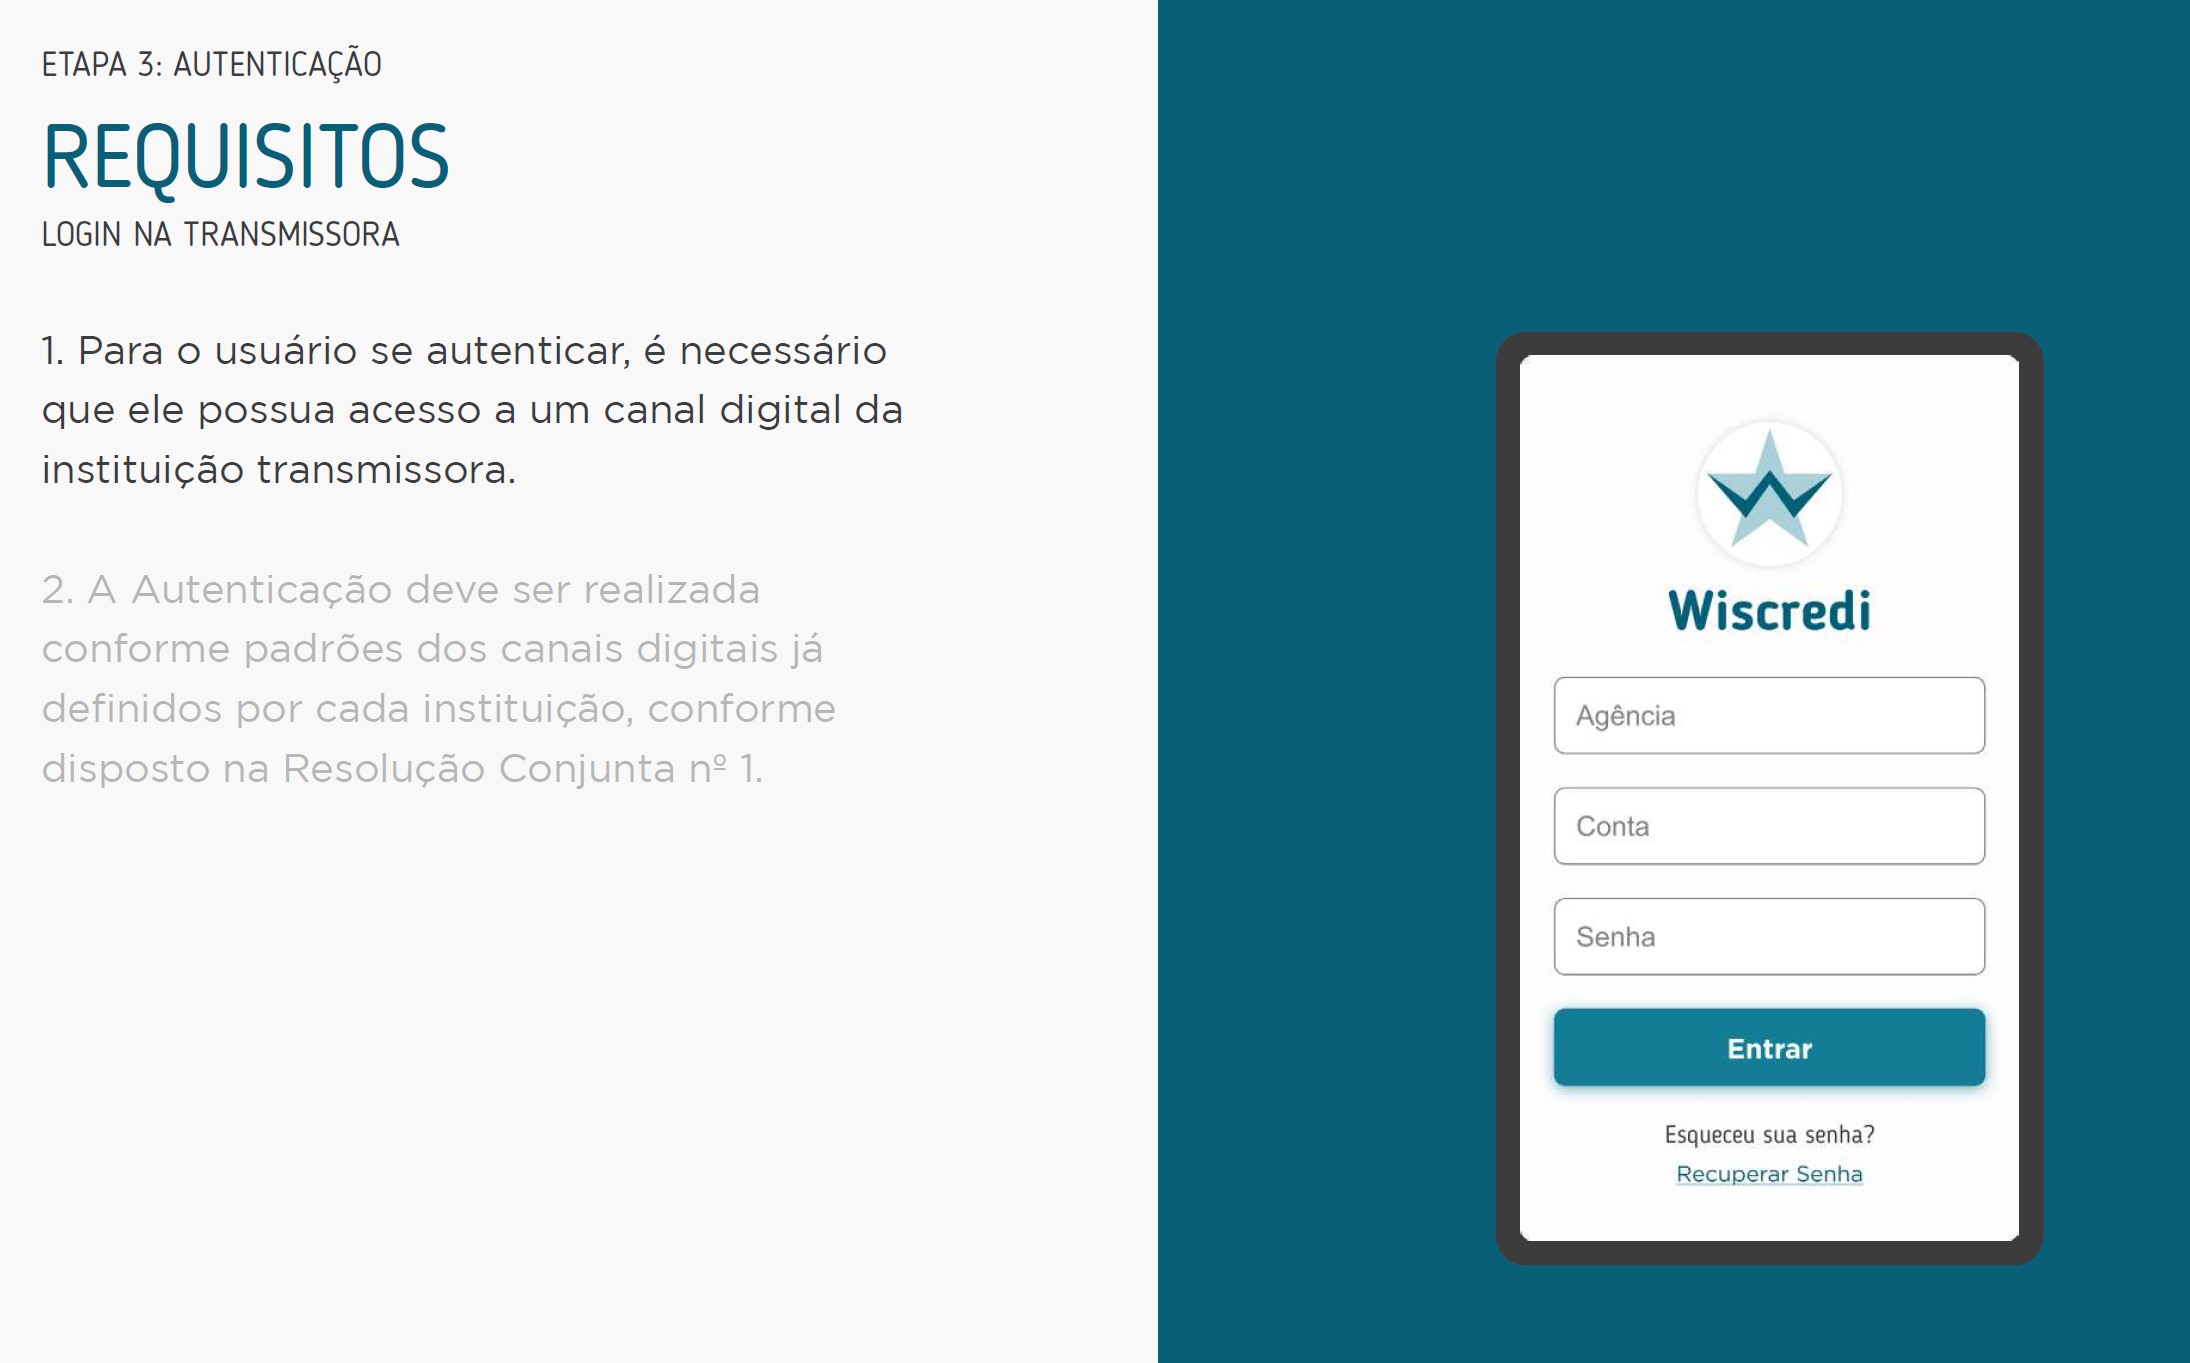 ETAPA 3: AUTENTICAÇÃO
REQUISITOS
LOGIN NA TRANSMISSORA
1. Para o usuário se autenticar, é necessário
que ele possua acesso a um canal digital da
instituição transmissora.
2. A Autenticação deve ser realizada
conforme padrões dos canais digitais já
definidos por cada instituição, conforme
disposto na Resolução Conjunta nº 1.
Wiscredi
Agência
Conta
Senha
Entrar
Esqueceu sua senha?
Recuperar Senha